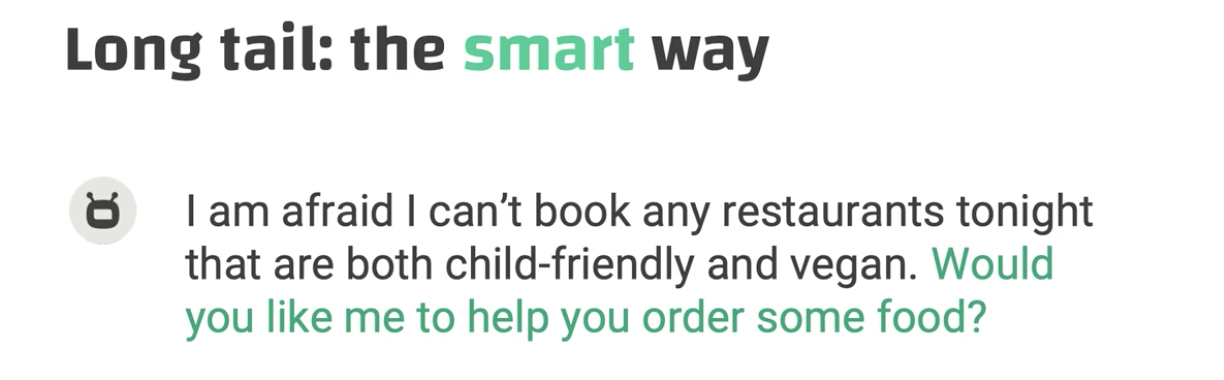 Long tail: the smart way
I am afraid I can’t book any restaurants tonight
that are both child-friendly and vegan. Would
you like me to help you order some food?